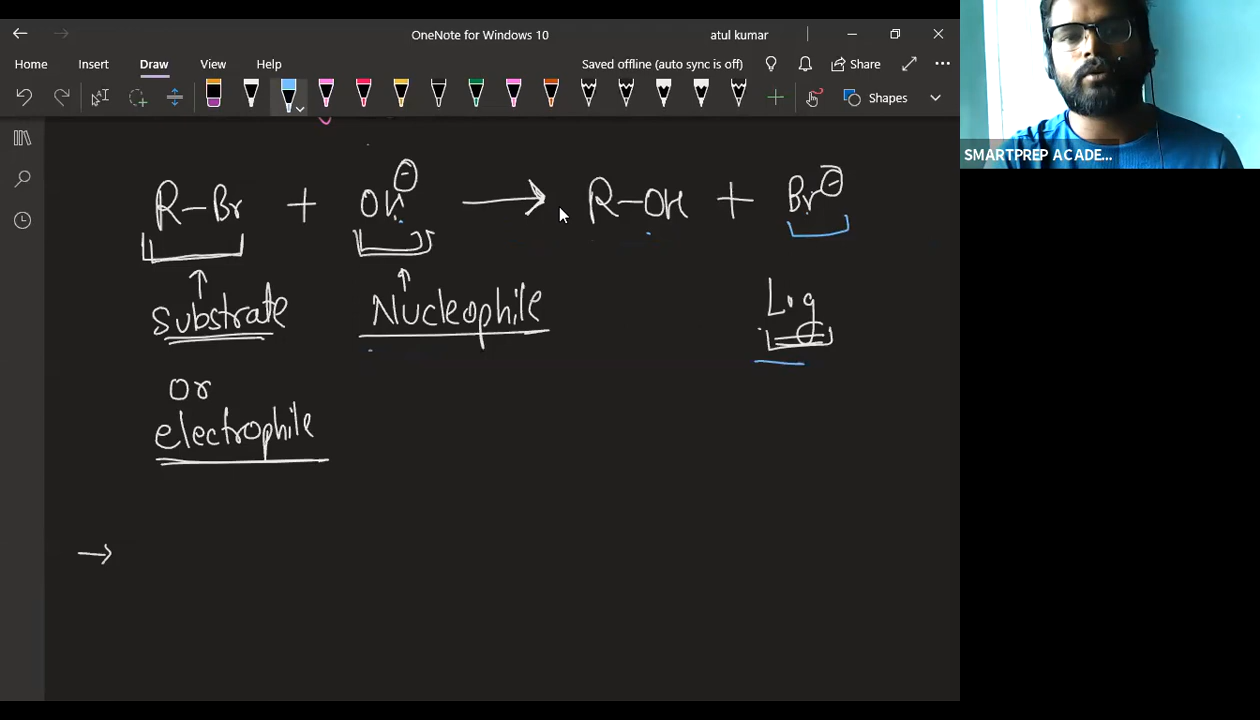 OneNote for Windows 10
atul kumar
Home Insert Draw View Help
Saved offline (auto sync is off)
Share
Shapes
SMARTPREP ACADE...
R-Br + OH⊖ → R-OH + Br⊖
Substrate
Nucleophile
L.g
or
electrophile
→